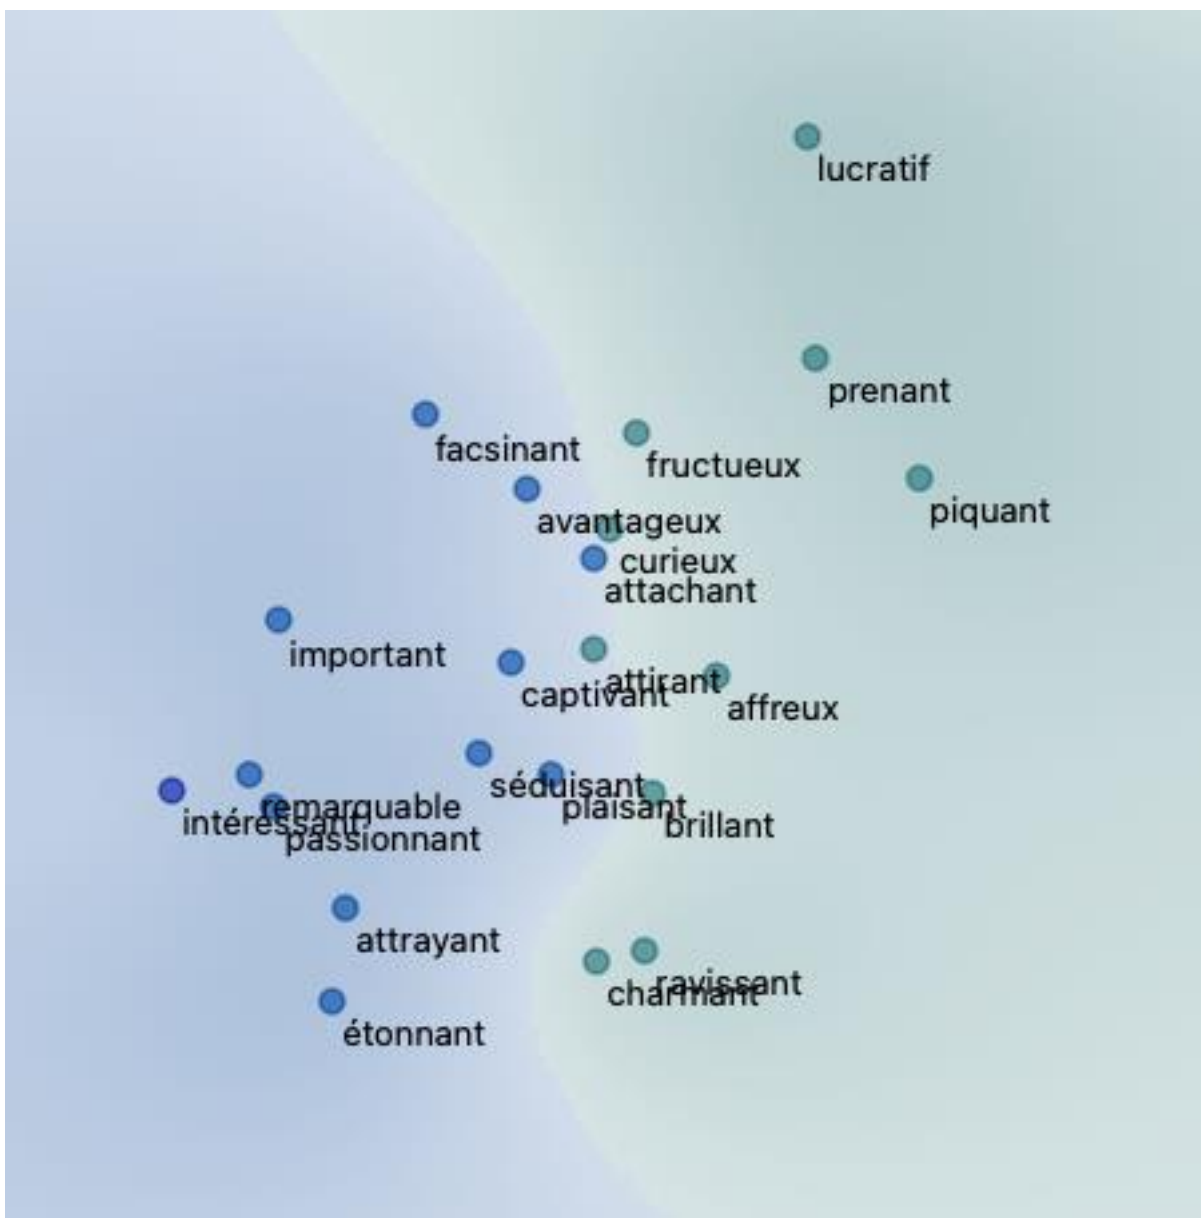 lucratif
prenant
facsinant
fructueux
piquant
avantageux
curieux
attachant
important
attirant
captivant
affreux
séduisant
plaisant
remarquable
intéressant
brillant
passionnant
attrayant
ravissant
charmant
étonnant